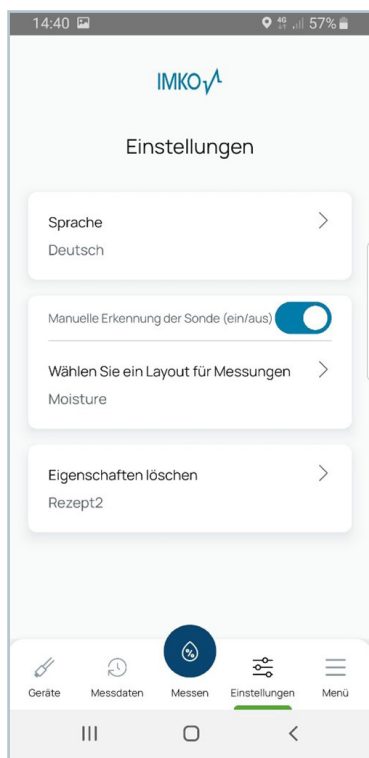 14:40 4G 57%
IMKO
Einstellungen
Sprache
Deutsch
Manuelle Erkennung der Sonde (ein/aus)
Wählen Sie ein Layout für Messungen
Moisture
Eigenschaften löschen
Rezept2
%
Geräte Messdaten Messen Einstellungen Menü